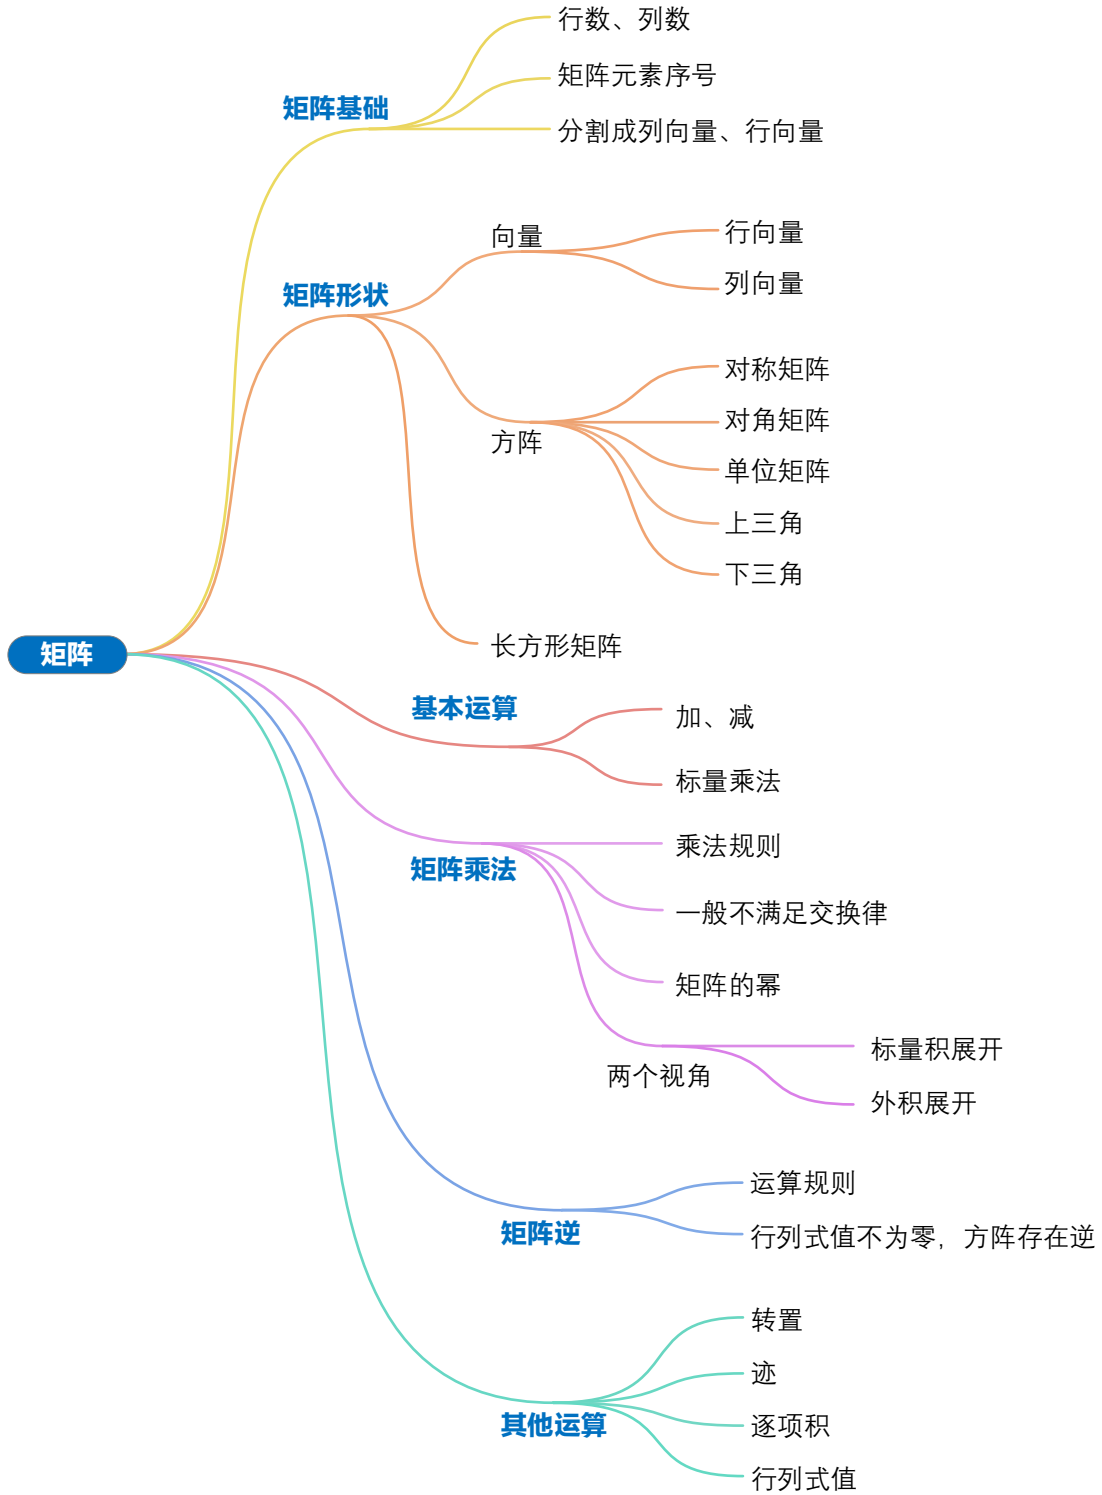 行数、列数
矩阵元素序号
矩阵基础
分割成列向量、行向量
向量
行向量
列向量
矩阵形状
对称矩阵
对角矩阵
方阵
单位矩阵
上三角
下三角
长方形矩阵
矩阵
基本运算
加、减
标量乘法
乘法规则
矩阵乘法
一般不满足交换律
矩阵的幂
两个视角
标量积展开
外积展开
运算规则
矩阵逆
行列式值不为零，方阵存在逆
转置
迹
其他运算
逐项积
行列式值